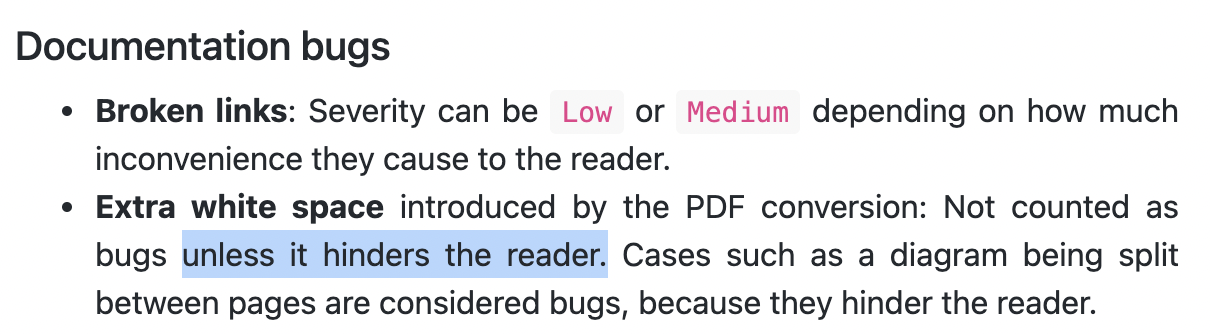 Documentation bugs
• Broken links: Severity can be Low or Medium depending on how much
inconvenience they cause to the reader.
• Extra white space introduced by the PDF conversion: Not counted as
bugs unless it hinders the reader. Cases such as a diagram being split
between pages are considered bugs, because they hinder the reader.